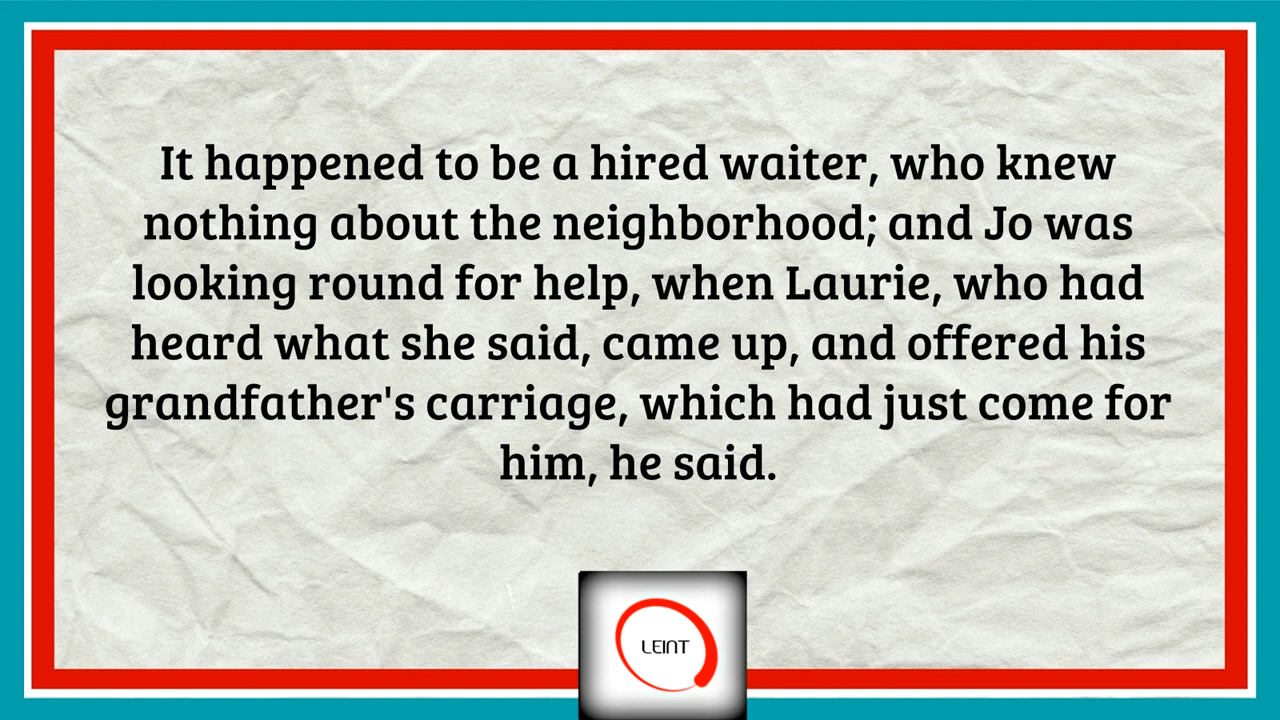 It happened to be a hired waiter, who knew
nothing about the neighborhood; and Jo was
looking round for help, when Laurie, who had
heard what she said, came up, and offered his
grandfather's carriage, which had just come for
him, he said.
LEINT